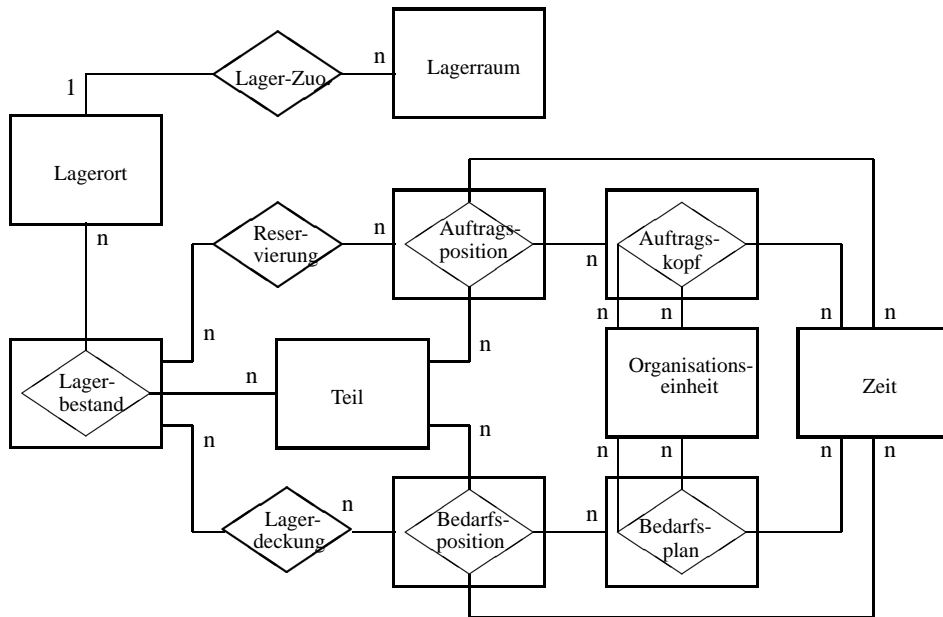 n
Lager-Zuo.
Lagerraum
1
Lagerort
n
Reser-
vierung
n
Auftrags-
position
n
Auftrags-
kopf
n
n
n
n
n
n
n
Lager-
bestand
n
Teil
Organisations-
einheit
Zeit
n
n
n
n
n
n
n
Lager-
deckung
Bedarfs-
position
n
Bedarfs-
plan